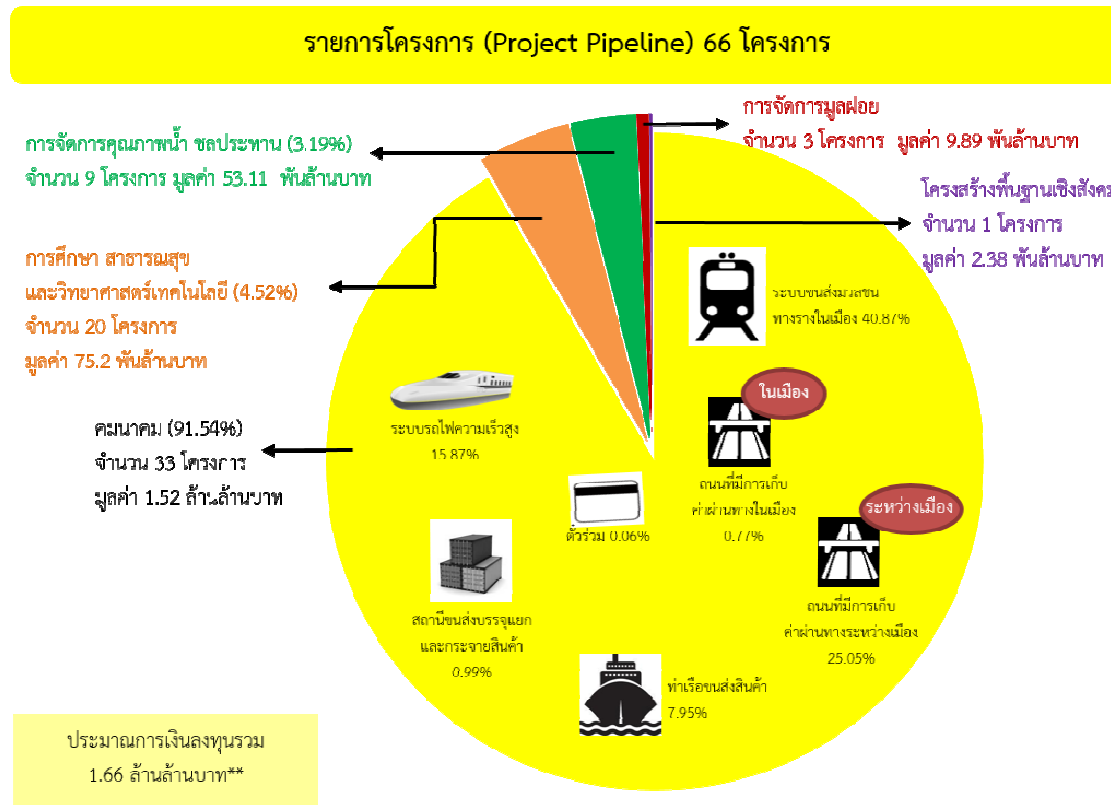 รายการโครงการ (Project Pipeline) 66 โครงการ
การจัดการมูลฝอย
จำนวน 3 โครงการ มูลค่า 9.89 พันล้านบาท
การจัดการคุณภาพน้ำ ชลประทาน (3.19%)
จำนวน 9 โครงการ มูลค่า 53.11 พันล้านบาท
โครงสร้างพื้นฐานเชิงสังคม
จำนวน 1 โครงการ
มูลค่า 2.38 พันล้านบาท
การศึกษา สาธารณสุข
และวิทยาศาสตร์เทคโนโลยี (4.52%)
จำนวน 20 โครงการ
มูลค่า 75.2 พันล้านบาท
ระบบขนส่งมวลชน
ทางรางในเมือง 40.87%
คมนาคม (91.54%)
จำนวน 33 โครงการ
มูลค่า 1.52 ล้านล้านบาท
ระบบรถไฟความเร็วสูง
15.87%
ในเมือง
ถนนที่มีการเก็บ
ค่าผ่านทางในเมือง
0.77%
ตั๋วร่วม 0.06%
ระหว่างเมือง
ถนนที่มีการเก็บ
ค่าผ่านทางระหว่างเมือง
25.05%
สถานีขนส่งบรรจุแยก
และกระจายสินค้า
0.99%
ท่าเรือขนส่งสินค้า
7.95%
ประมาณการเงินลงทุนรวม
1.66 ล้านล้านบาท**